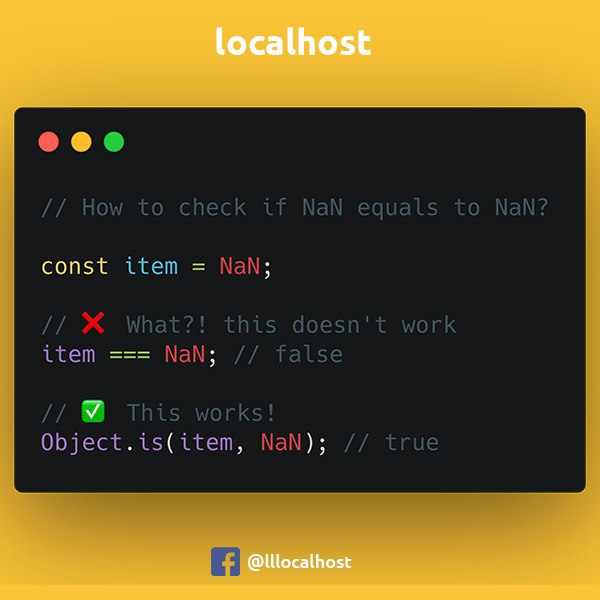 localhost
// How to check if NaN equals to NaN?
const item = NaN;
// ❌ What?! this doesn't work
item === NaN; // false
// ✅ This works!
Object.is(item, NaN); // true
@lllocalhost